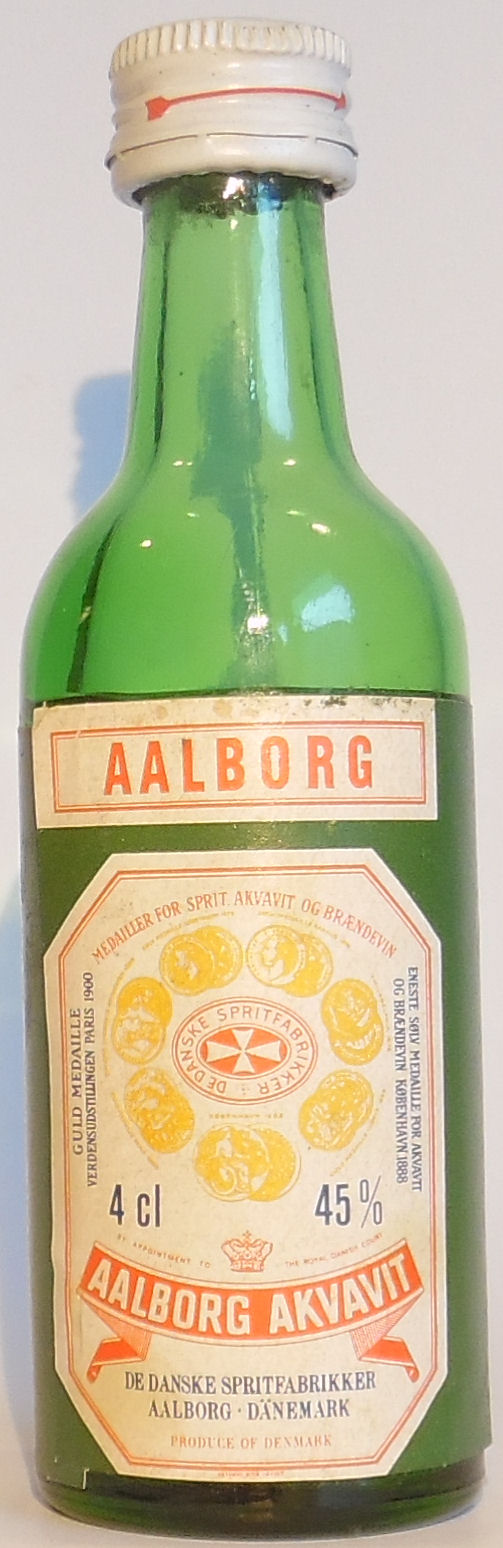 AALBORG
MEDAILLER FOR SPRIT. AKVAVIT OG BRÆNDEVIN
GULD MEDAILLE
VERDENSUDSTILLINGEN PARIS 1900
ENESTE SØLV MEDAILLE FOR AKVAVIT
OG BRÆNDEVIN KØBENHAVN 1888
DE DANSKE SPRITFABRIKKER
4 cl
45%
BY APPOINTMENT TO
THE ROYAL DANISH COURT
AALBORG AKVAVIT
DE DANSKE SPRITFABRIKKER
AALBORG · DÄNEMARK
PRODUCE OF DENMARK